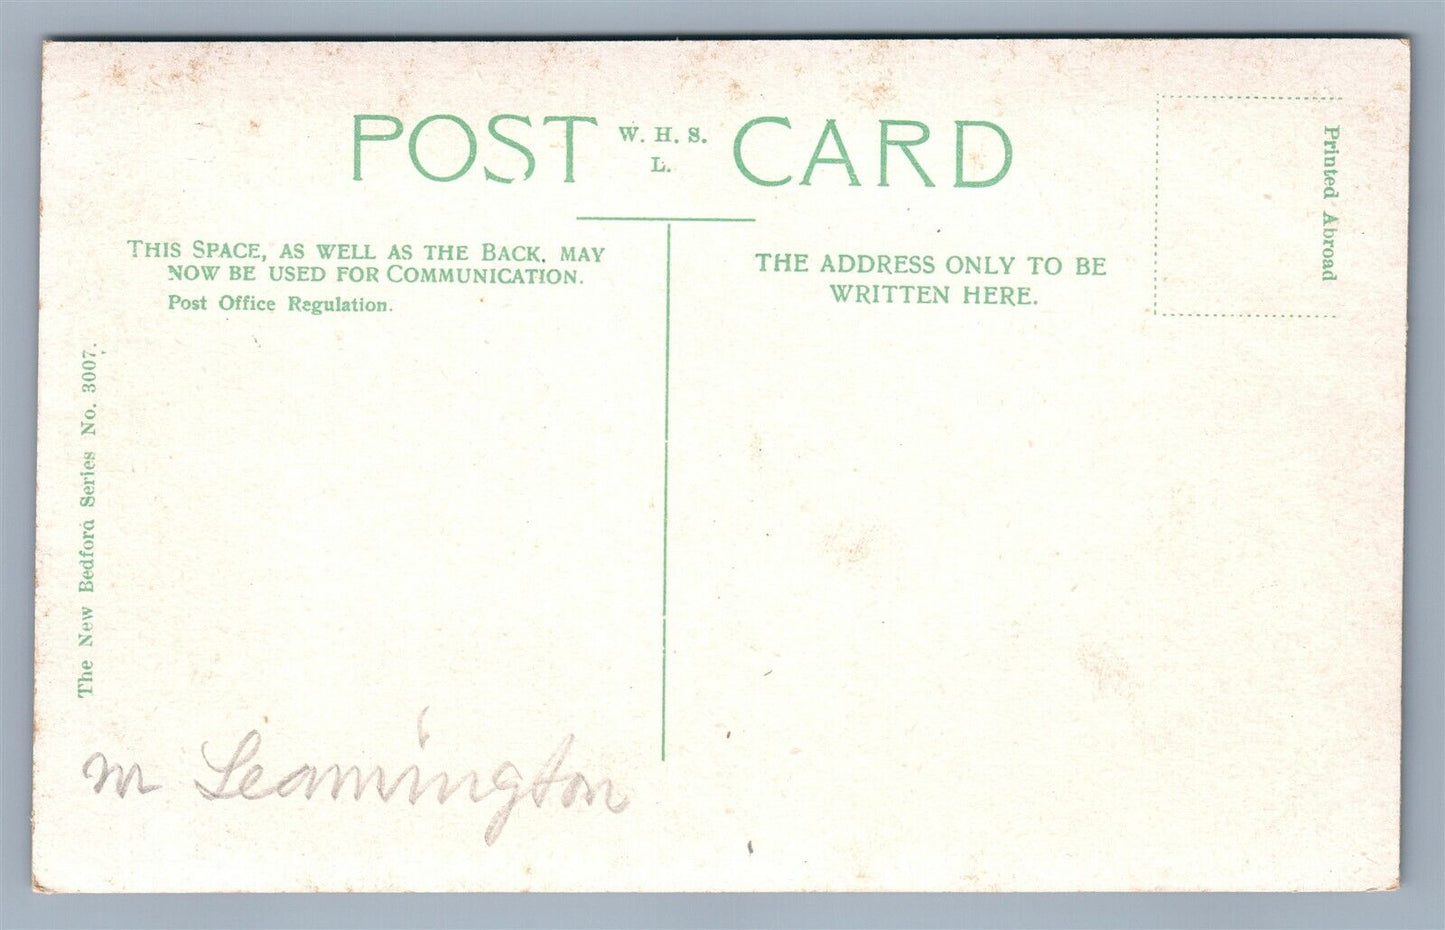 POST W. H. S. CARD
L.
THIS SPACE, AS WELL AS THE BACK, MAY
NOW BE USED FOR COMMUNICATION.
Post Office Regulation.
THE ADDRESS ONLY TO BE
WRITTEN HERE.
Printed Abroad
The New Bedford Series No. 3007.
m Leamington